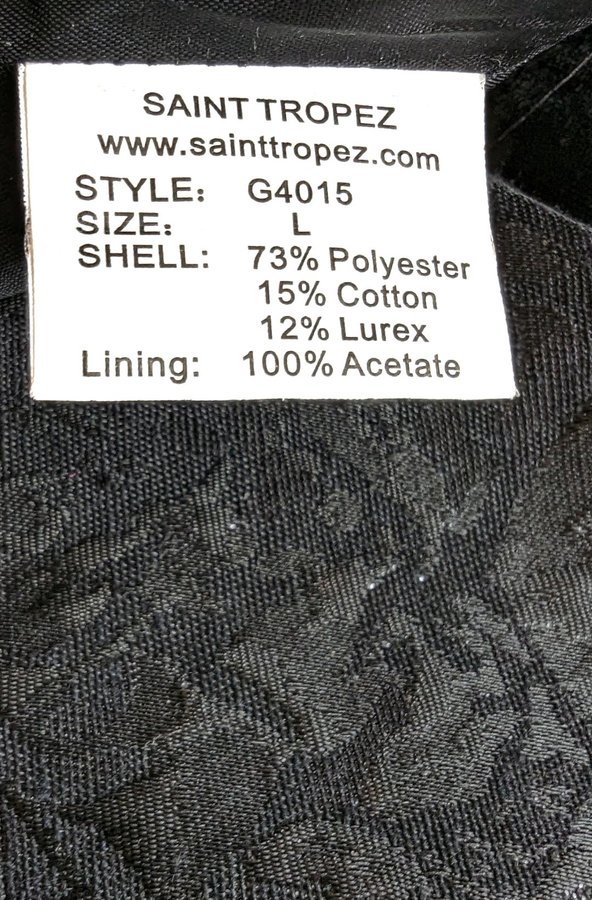 SAINT TROPEZ
www.sainttropez.com
STYLE: G4015
SIZE: L
SHELL: 73% Polyester
15% Cotton
12% Lurex
Lining: 100% Acetate